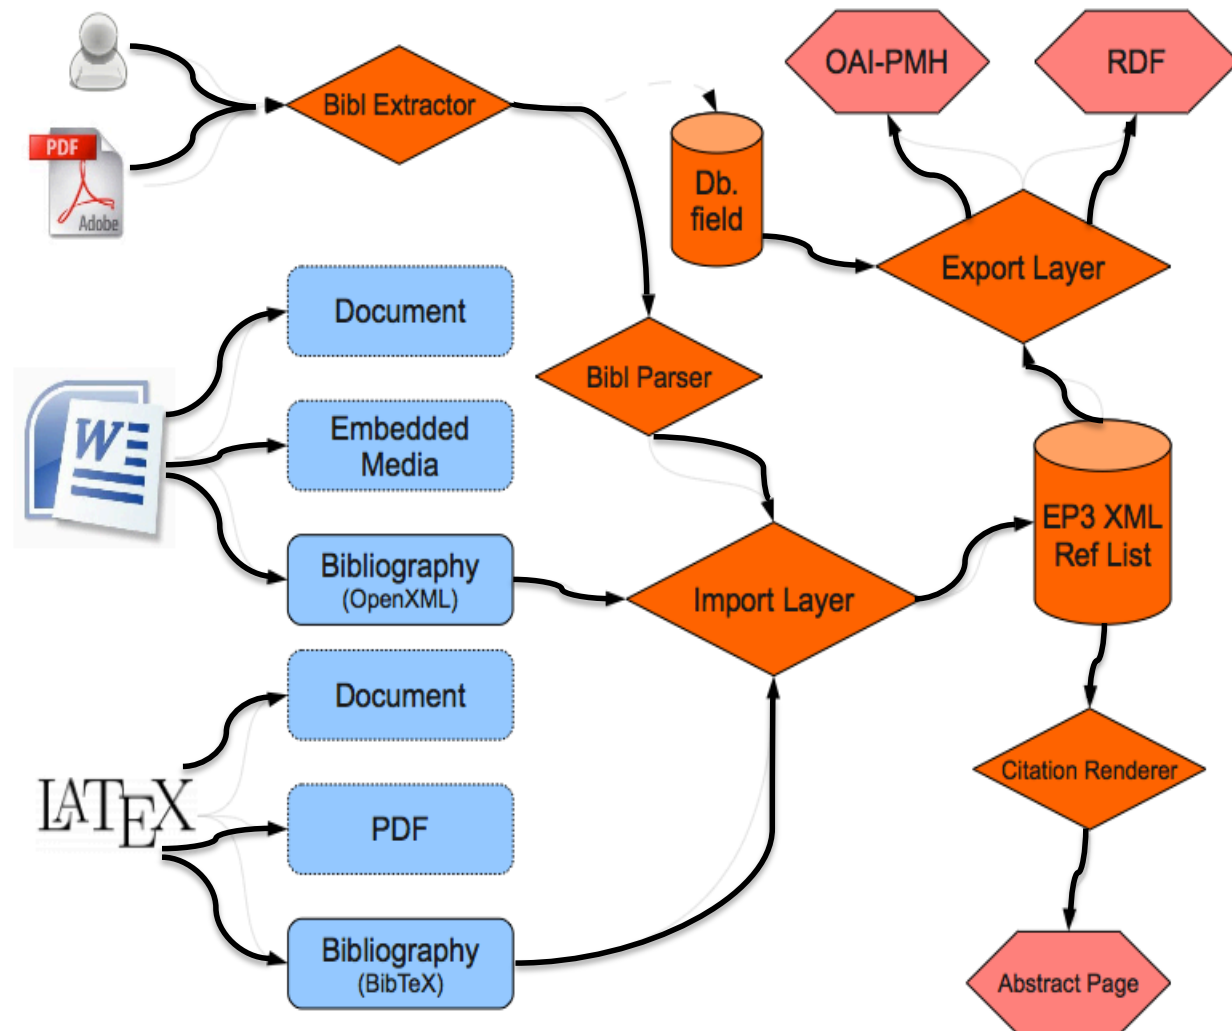 OAI-PMH
RDF
Bibl Extractor
PDF
Adobe
Db.
field
Export Layer
Document
Bibl Parser
W
Embedded
Media
EP3 XML
Ref List
Bibliography
(OpenXML)
Import Layer
Document
Citation Renderer
LATEX
PDF
Bibliography
(BibTeX)
Abstract Page